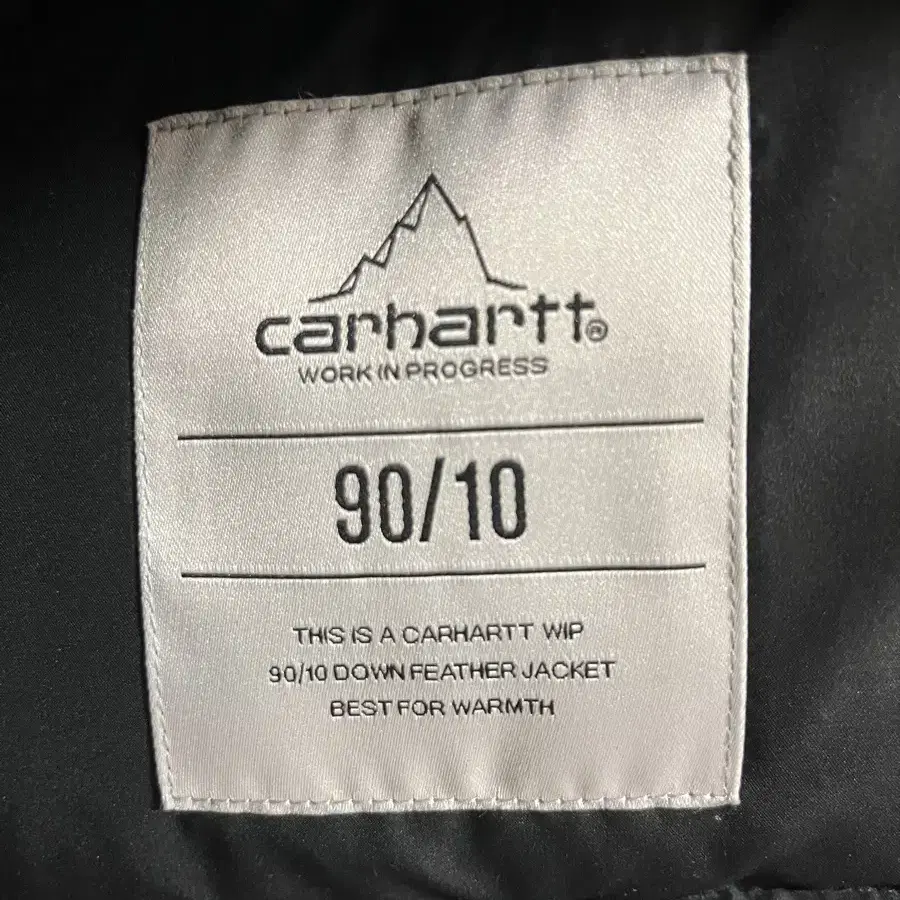 carhartt®
WORK IN PROGRESS
90/10
THIS IS A CARHARTT WIP
90/10 DOWN FEATHER JACKET
BEST FOR WARMTH